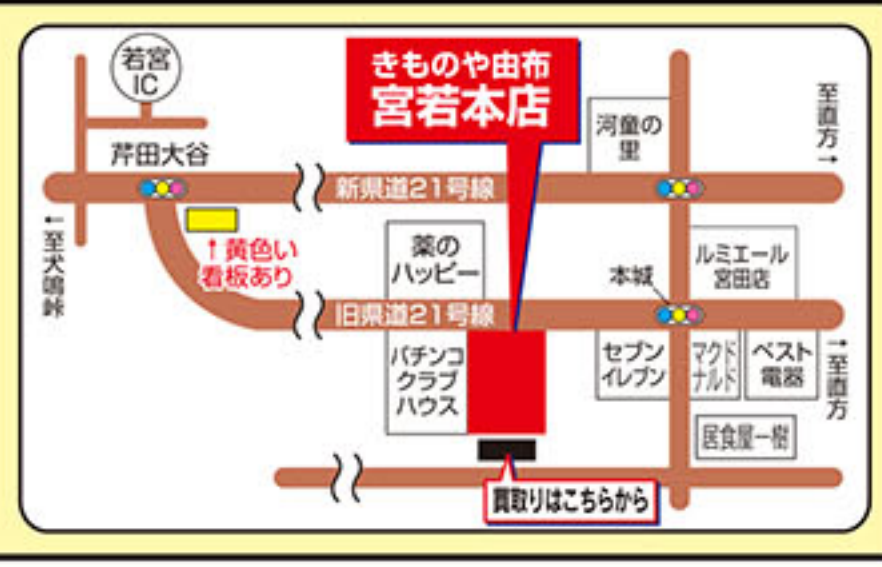 若宮
IC
きものや由布
宮若本店
河童の
里
至直方→
芹田大谷
新県道21号線
←至犬鳴峠
↑黄色い
看板あり
薬の
ハッピー
本城
ルミエール
宮田店
旧県道21号線
パチンコ
クラブ
ハウス
セブン
イレブン
マクド
ナルド
ベスト
電器
→至直方
居食屋一樹
買取りはこちらから